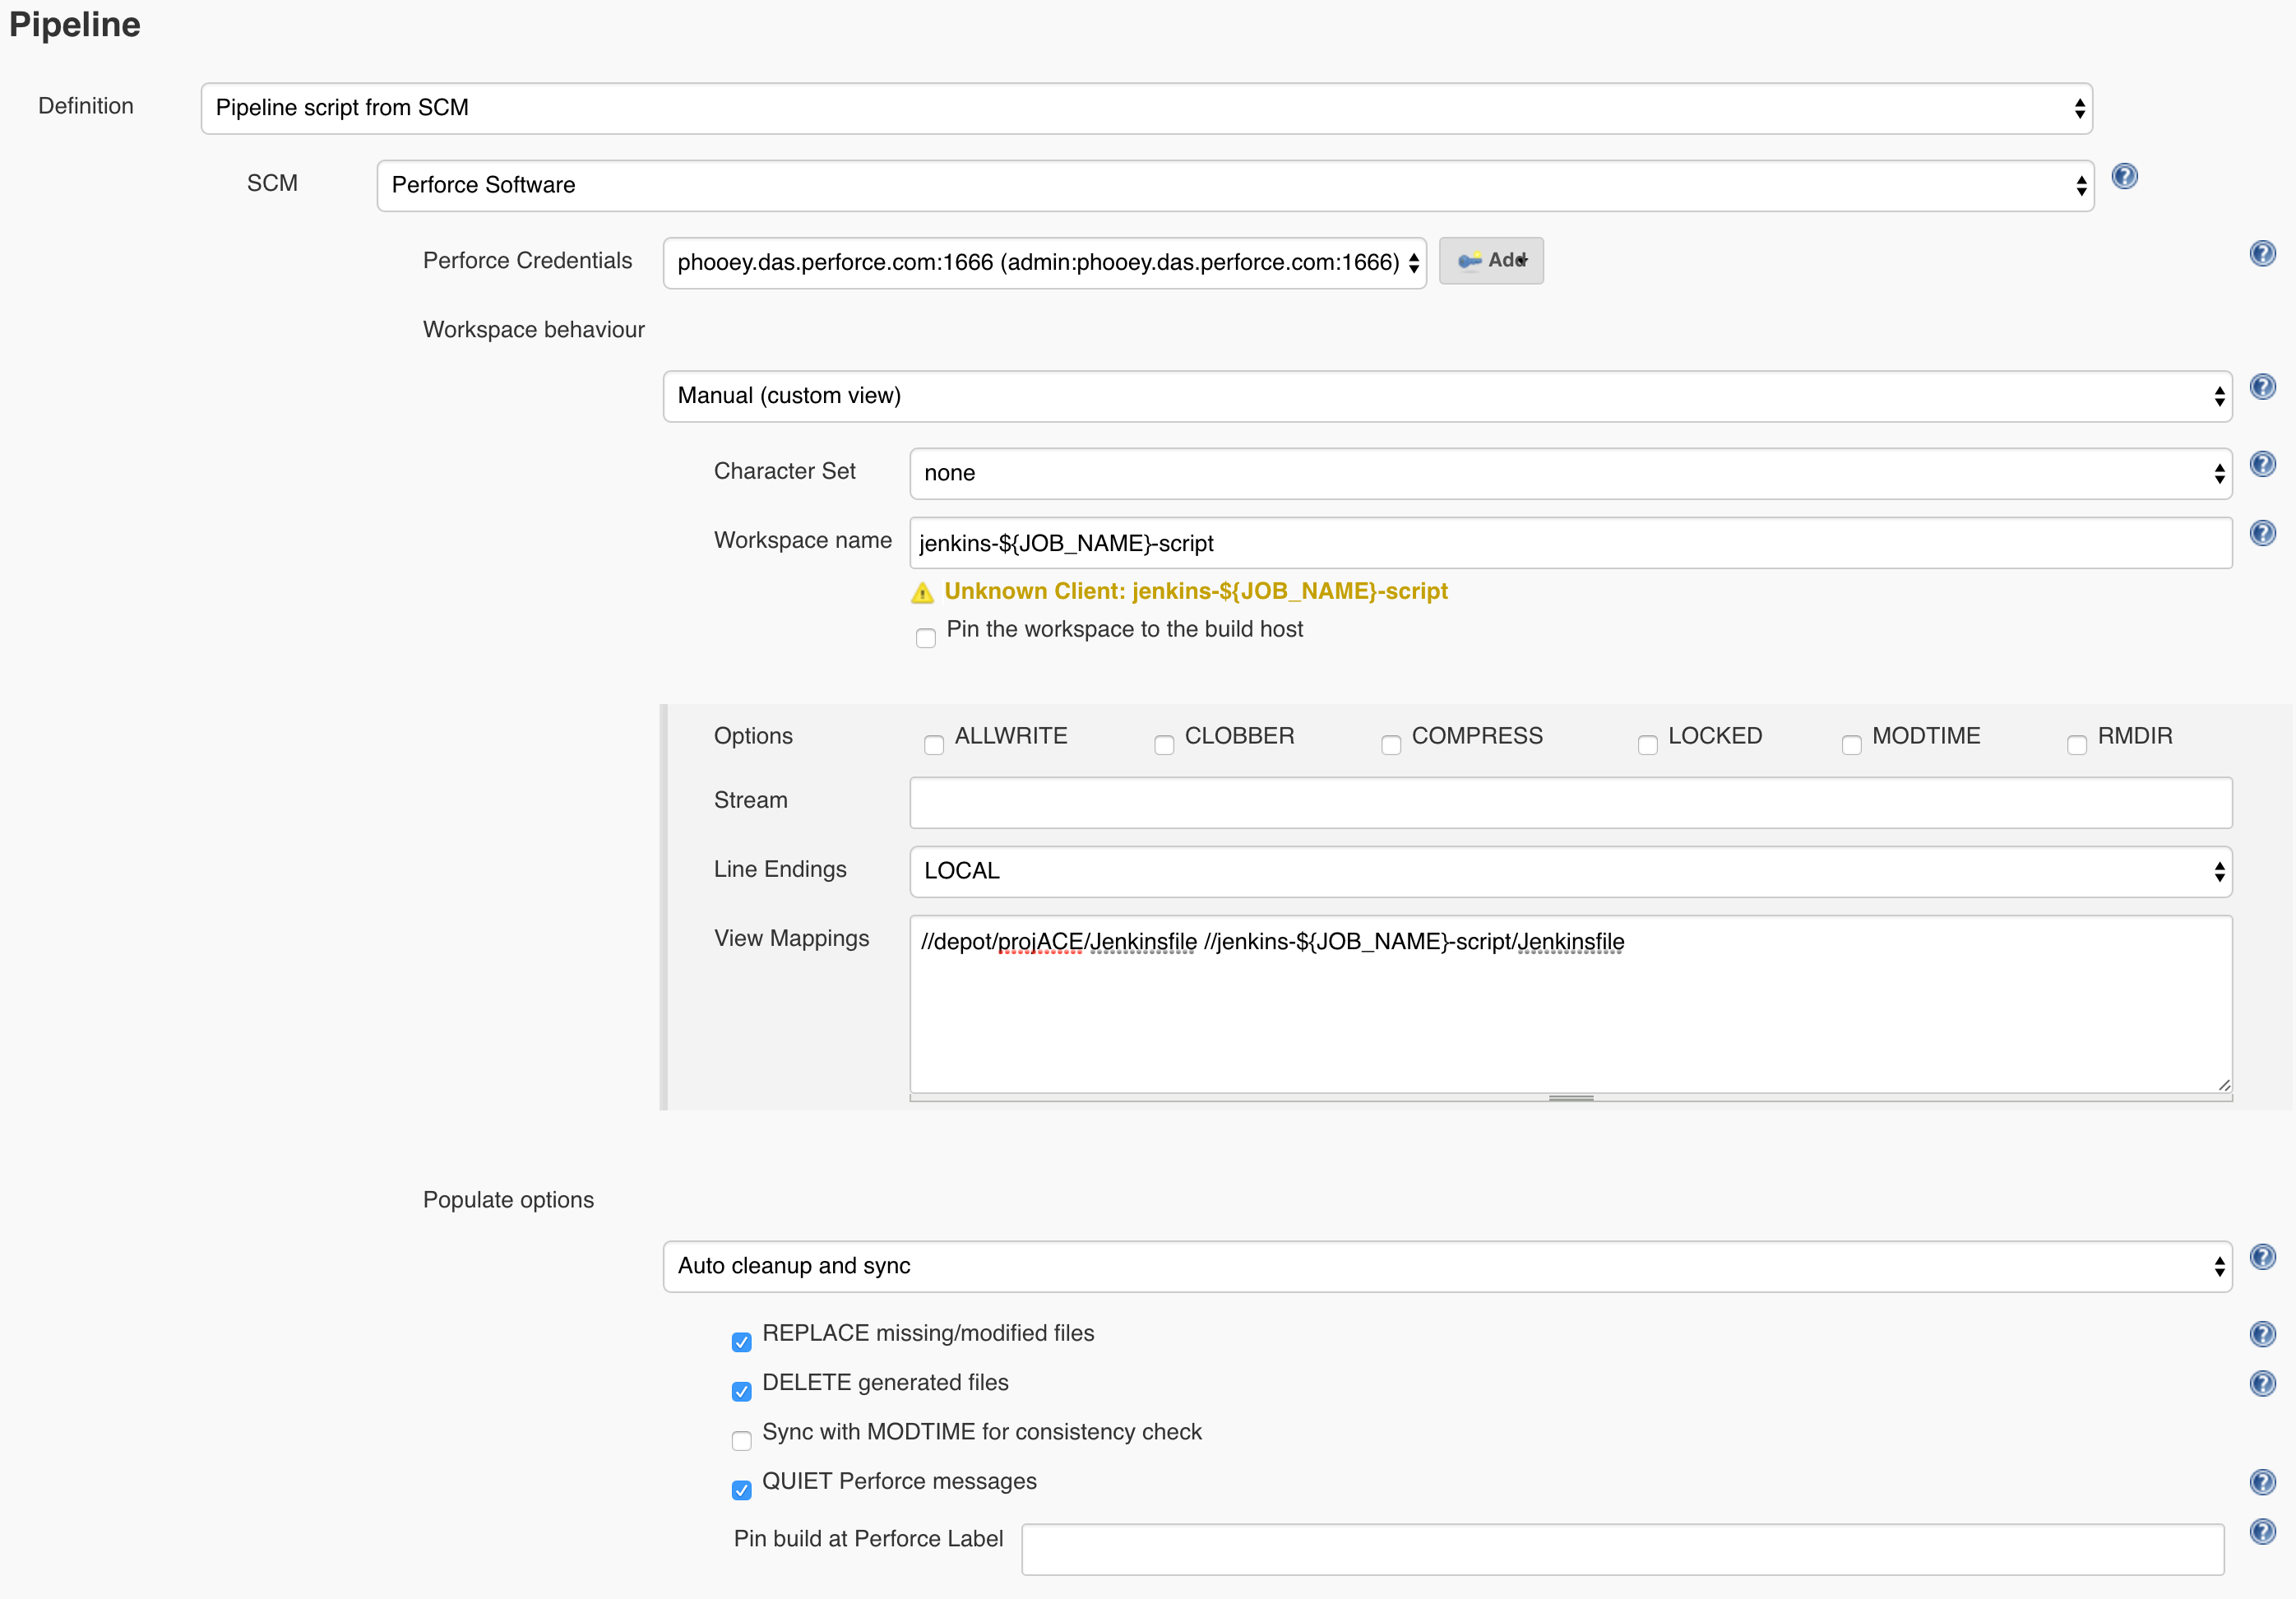 Pipeline
Definition Pipeline script from SCM
SCM Perforce Software
Perforce Credentials phooey.das.perforce.com:1666 (admin:phooey.das.perforce.com:1666) Add
Workspace behaviour
Manual (custom view)
Character Set none
Workspace name jenkins-${JOB_NAME}-script
Unknown Client: jenkins-${JOB_NAME}-script
Pin the workspace to the build host
Options ALLWRITE CLOBBER COMPRESS LOCKED MODTIME RMDIR
Stream
Line Endings LOCAL
View Mappings //depot/projACE/Jenkinsfile //jenkins-${JOB_NAME}-script/Jenkinsfile
Populate options
Auto cleanup and sync
REPLACE missing/modified files
DELETE generated files
Sync with MODTIME for consistency check
QUIET Perforce messages
Pin build at Perforce Label